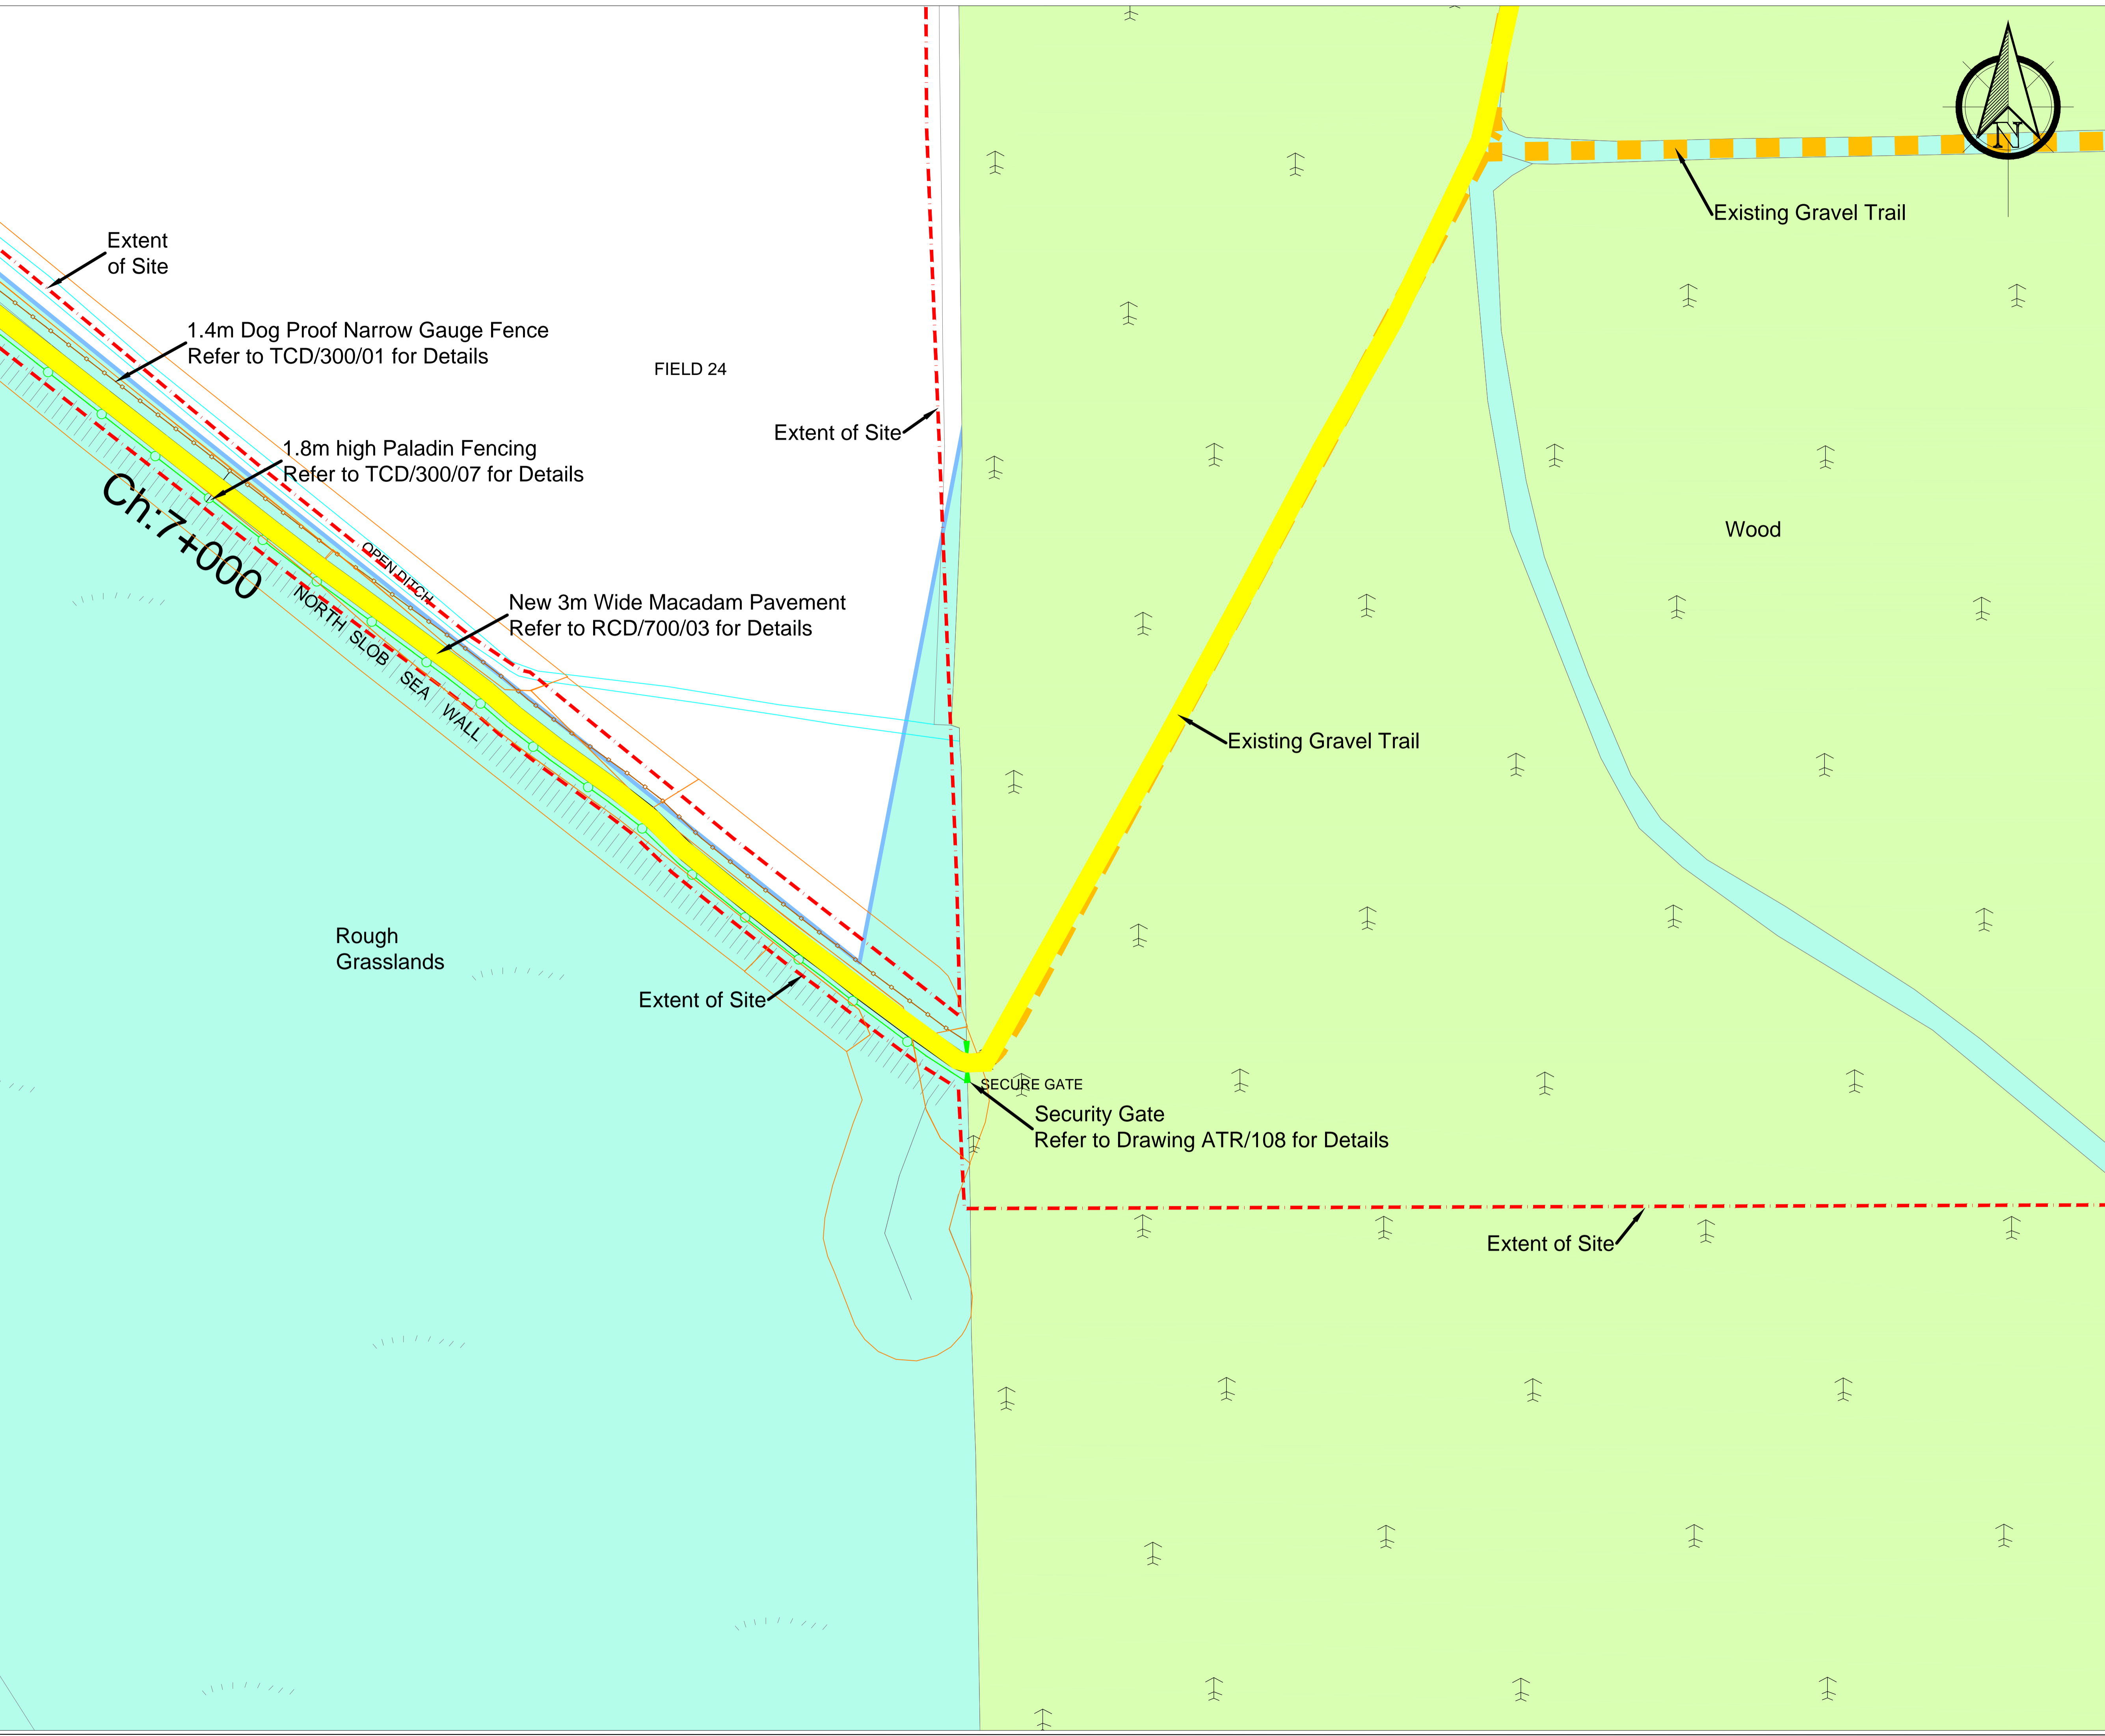 N
Existing Gravel Trail
Extent
of Site
1.4m Dog Proof Narrow Gauge Fence
Refer to TCD/300/01 for Details
FIELD 24
Extent of Site
1.8m high Paladin Fencing
Refer to TCD/300/07 for Details
Ch:7+000
Wood
OPEN DITCH
New 3m Wide Macadam Pavement
Refer to RCD/700/03 for Details
NORTH SLOB SEA WALL
Existing Gravel Trail
Rough
Grasslands
Extent of Site
SECURE GATE
Security Gate
Refer to Drawing ATR/108 for Details
Extent of Site